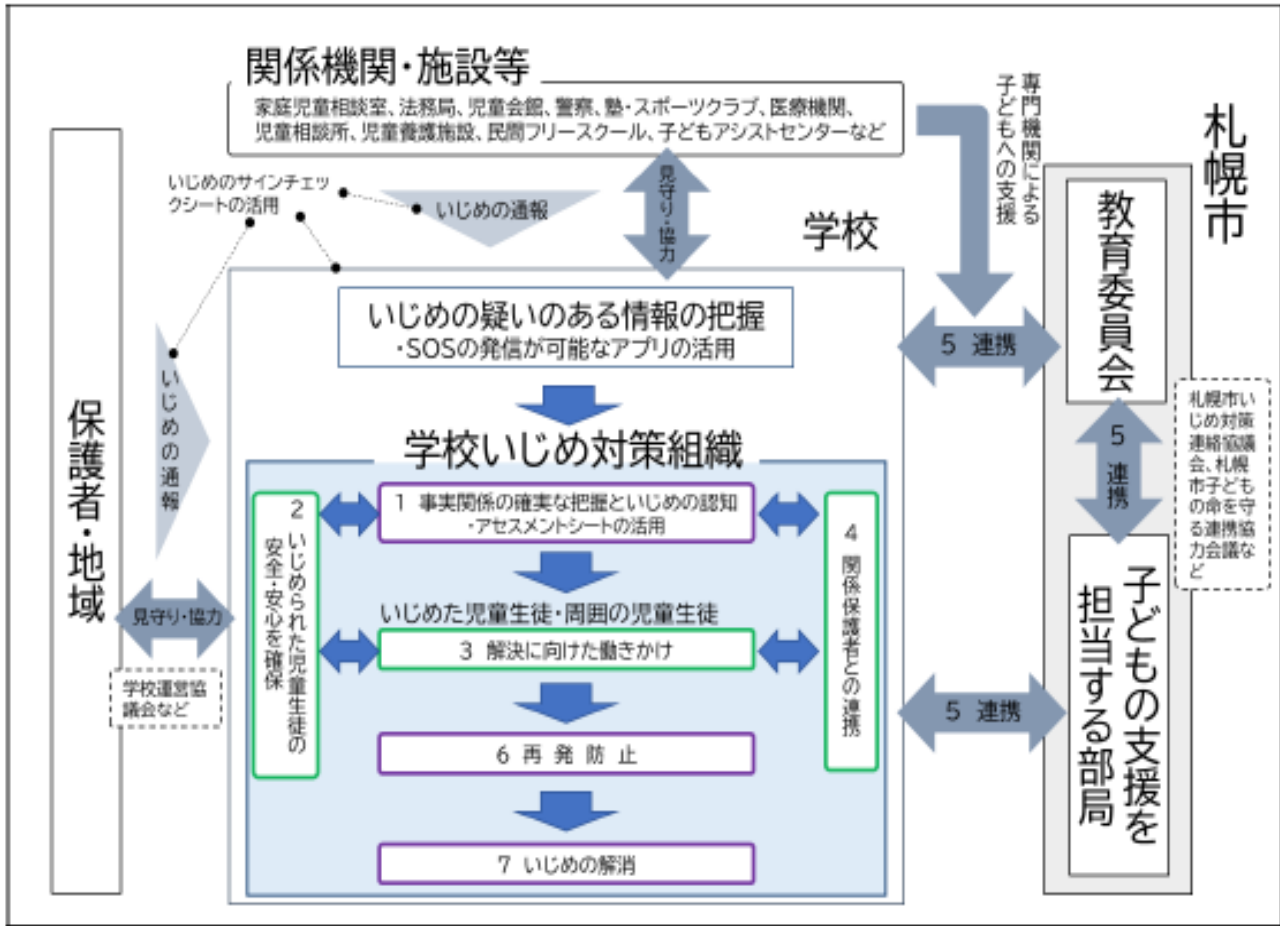 関係機関・施設等
家庭児童相談室、法務局、児童会館、警察、塾・スポーツクラブ、医療機関、
児童相談所、児童養護施設、民間フリースクール、子どもアシストセンターなど
専門機関による
子どもへの支援
札幌市
いじめのサインチェッ
クシートの活用
いじめの通報
見守り・協力
学校
教育委員会
いじめの疑いのある情報の把握
・SOSの発信が可能なアプリの活用
5 連携
いじめの通報
保護者・地域
学校いじめ対策組織
5
連携
札幌市い
じめ対策
連絡協議
会、札幌
市子ども
の命を守
る連携協
力会議な
ど
2 いじめられた児童生徒の
安全・安心を確保
1 事実関係の確実な把握といじめの認知
・アセスメントシートの活用
4 関係保護者との連携
いじめた児童生徒・周囲の児童生徒
3 解決に向けた働きかけ
見守り・協力
学校運営協
議会など
子どもの支援を
担当する部局
5 連携
6 再発防止
7 いじめの解消